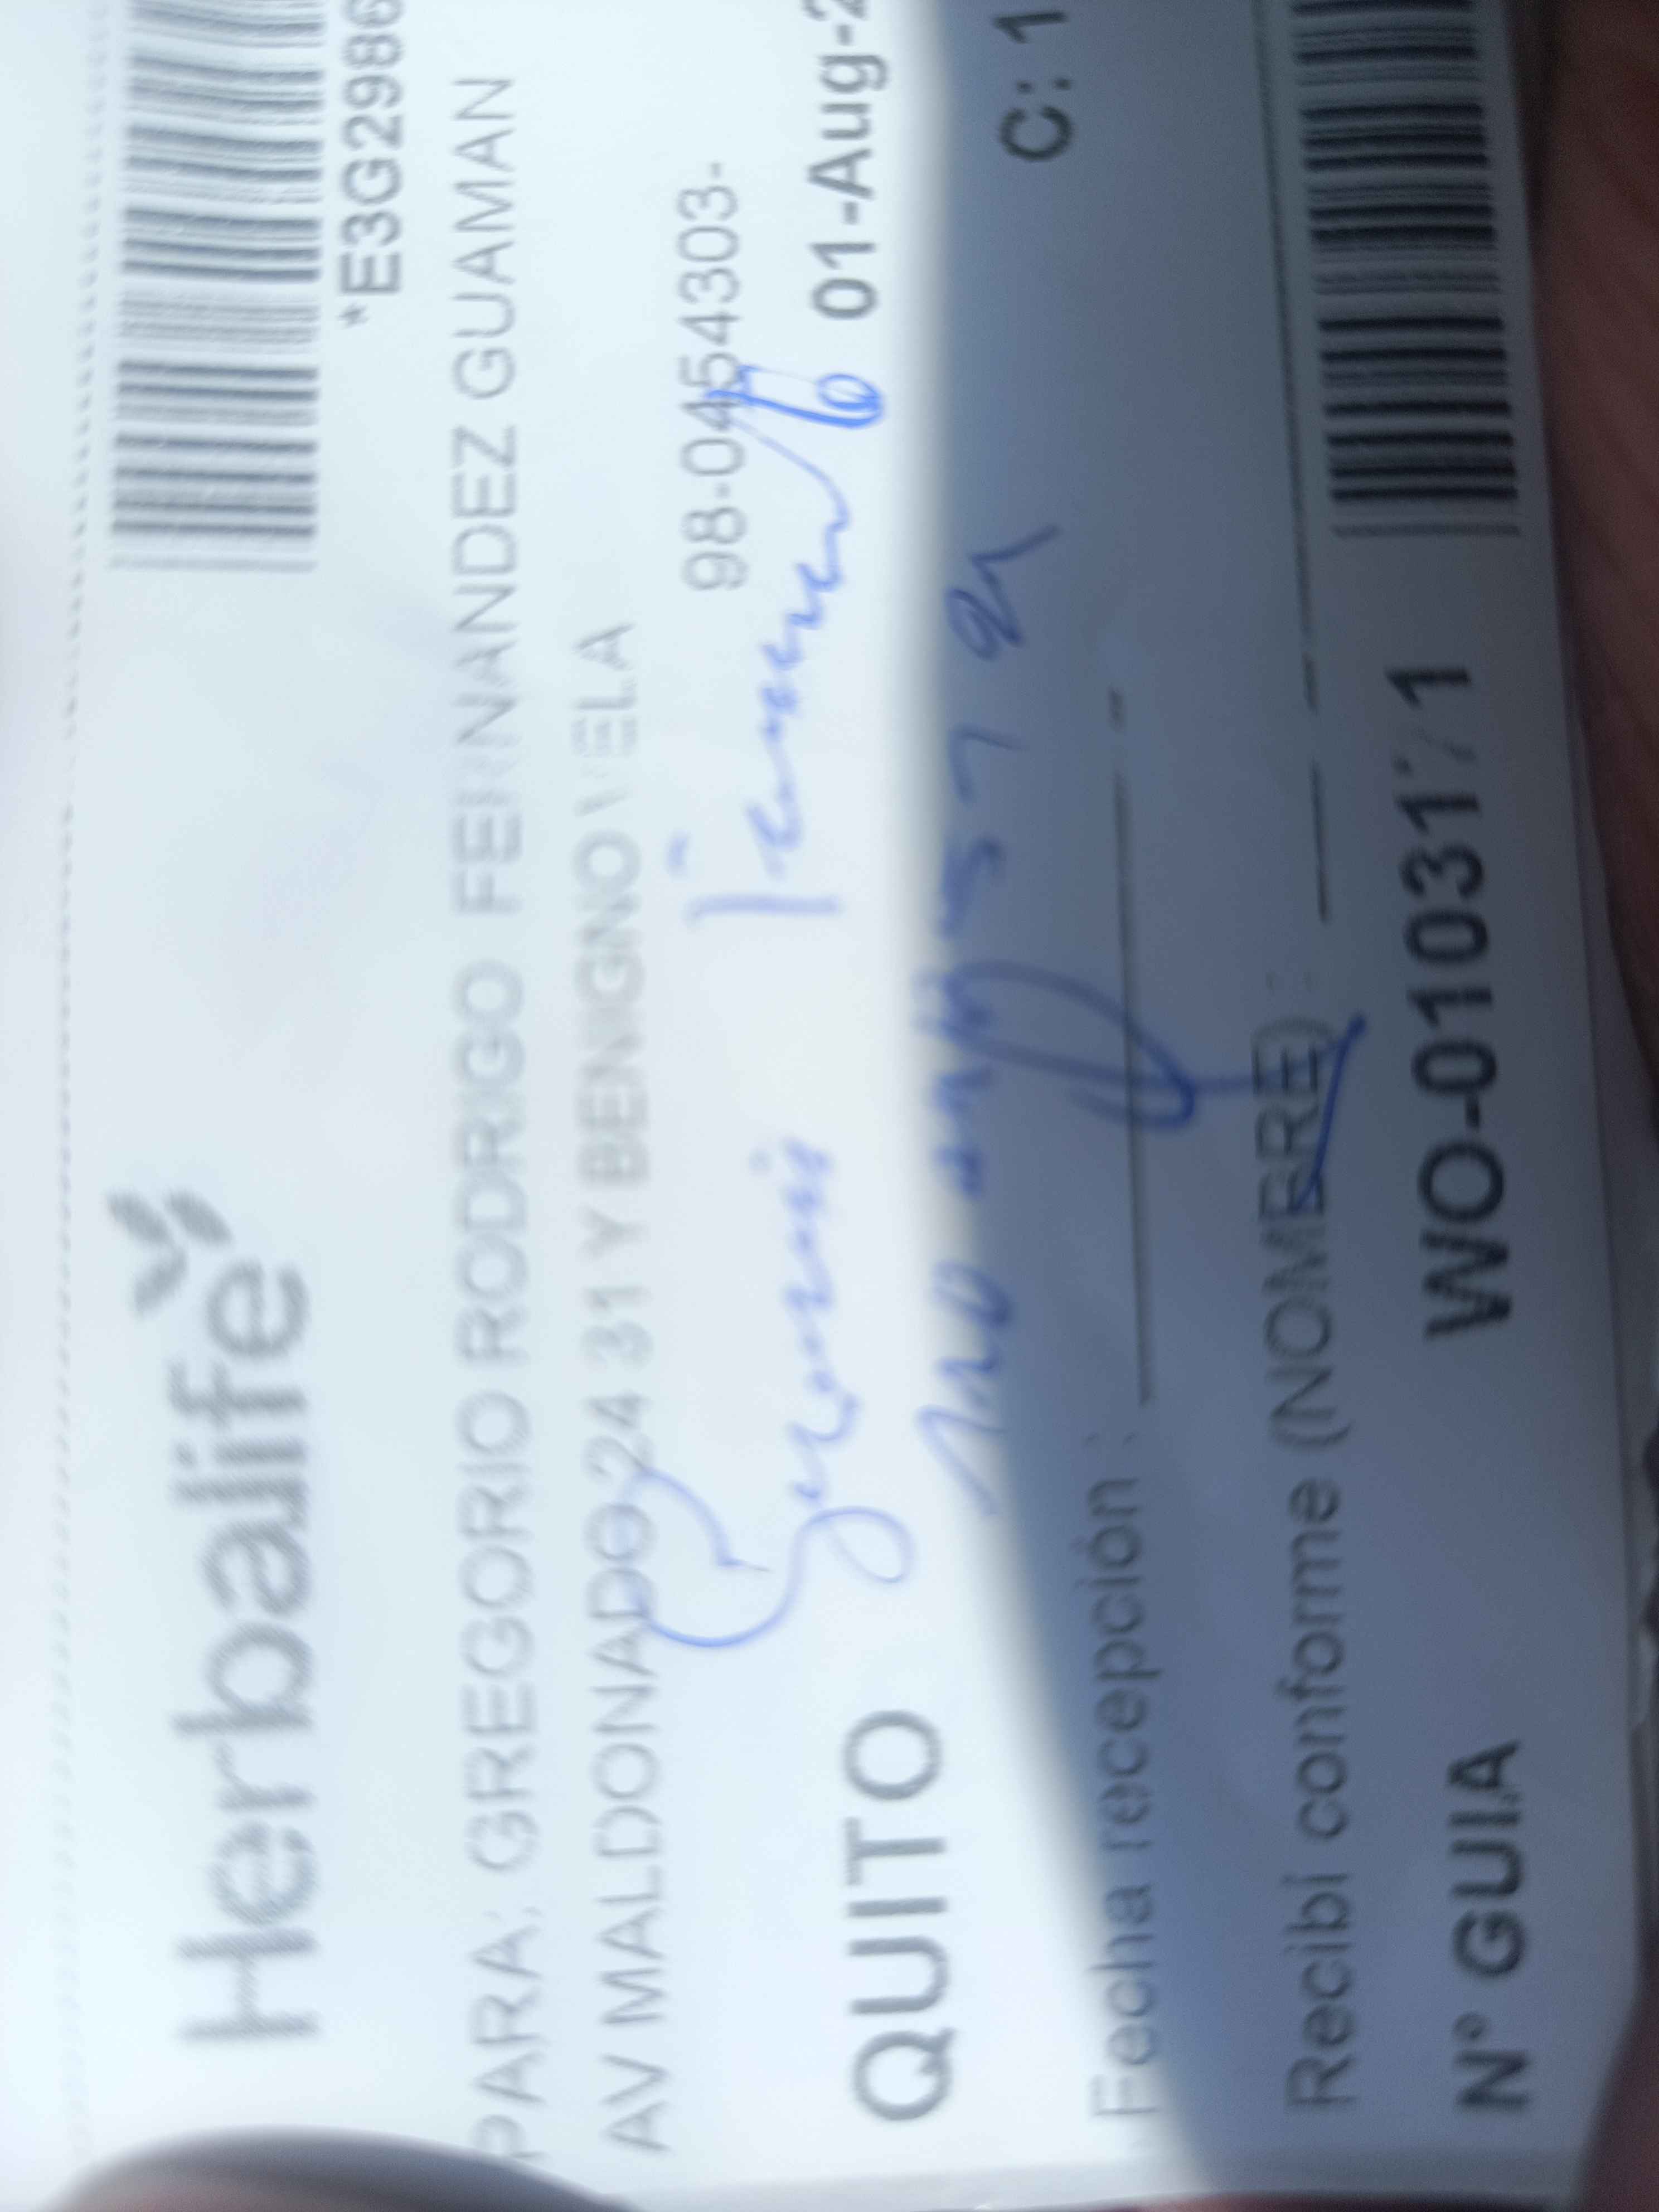 Herbalife
*E3G2986
PARA: GREGORIO RODRIGO FERNANDEZ GUAMAN
AV MALDONADO 24 31 Y BENIGNO VELA
98-0454303-
QUITO
01-Aug-2
C: 1
Fecha recepción :
Recibi conforme (NOMBRE) :
N° GUIA WO-0103171